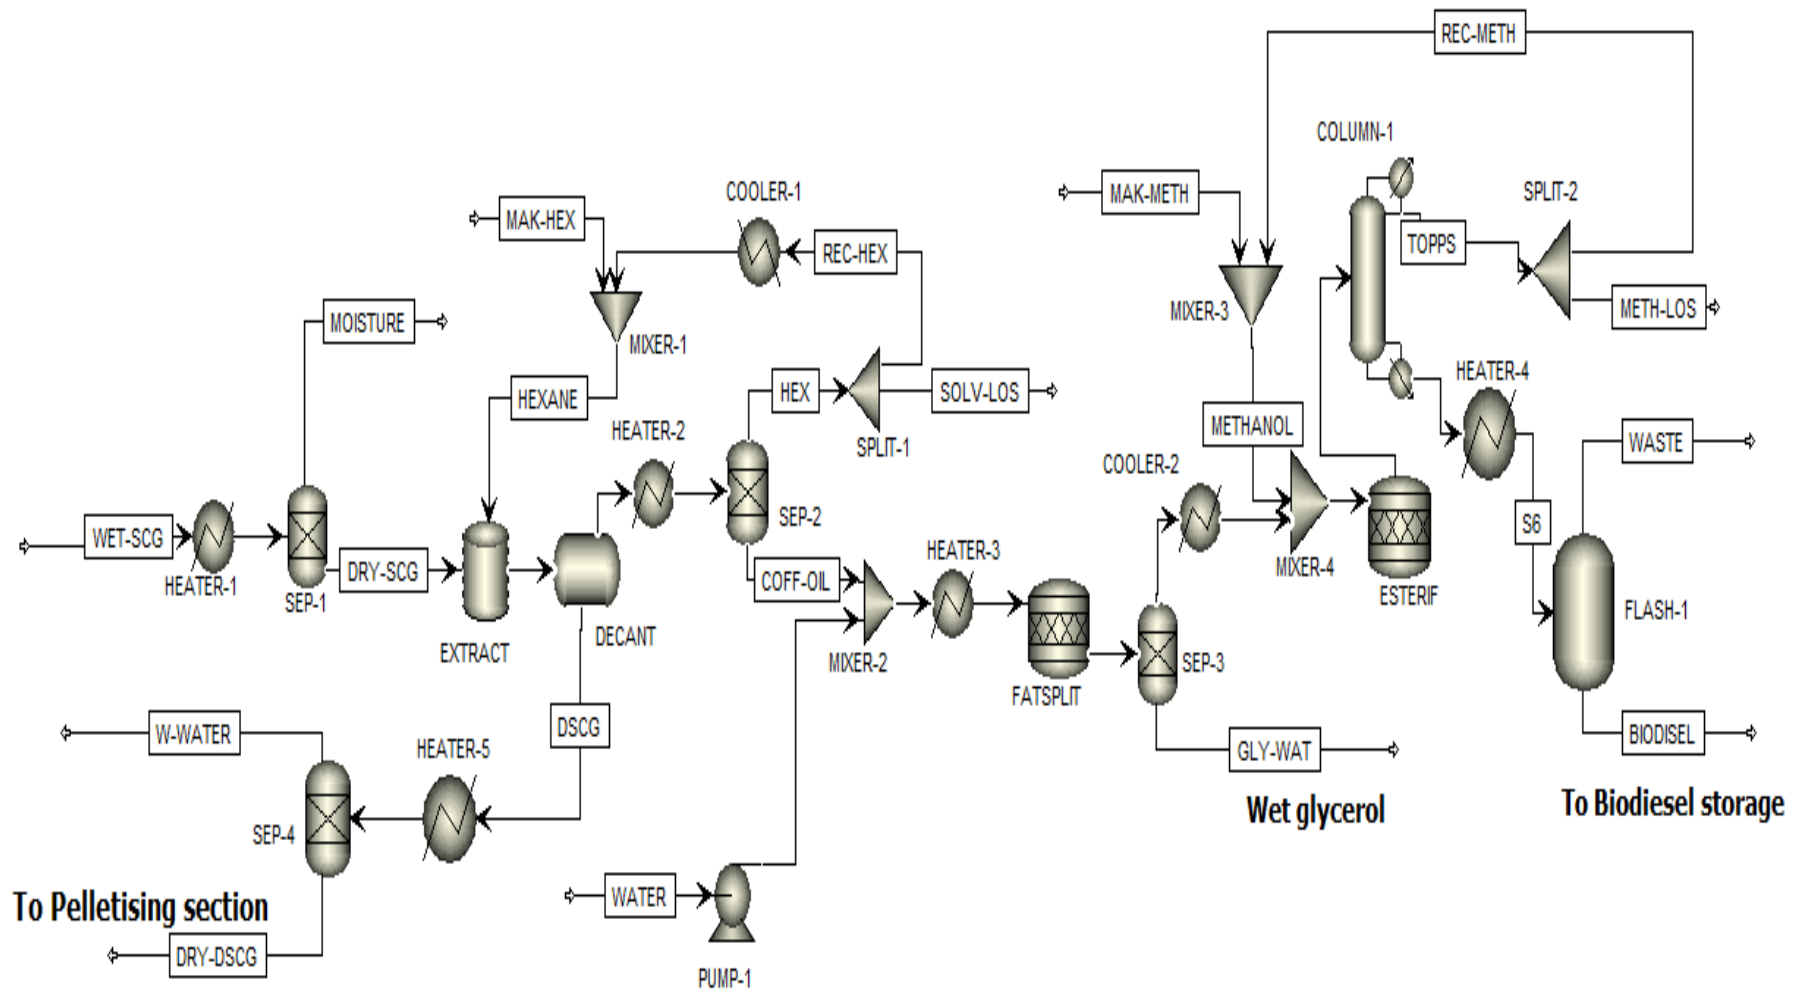 REC-METH
COLUMN-1
MAK-METH
COOLER-1
SPLIT-2
MAK-HEX
TOPPS
REC-HEX
MIXER-3
METH-LOS
MOISTURE
MIXER-1
HEATER-4
HEXANE
HEX
SOLV-LOS
METHANOL
HEATER-2
SPLIT-1
WASTE
COOLER-2
SEP-2
S6
WET-SCG
HEATER-3
MIXER-4
DRY-SCG
COFF-OIL
HEATER-1
SEP-1
ESTERIF
FLASH-1
DECANT
EXTRACT
MIXER-2
SEP-3
FATSPLIT
DSCG
W-WATER
BIODISEL
HEATER-5
GLY-WAT
Wet glycerol
To Biodiesel storage
SEP-4
WATER
To Pelletising section
DRY-DSCG
PUMP-1